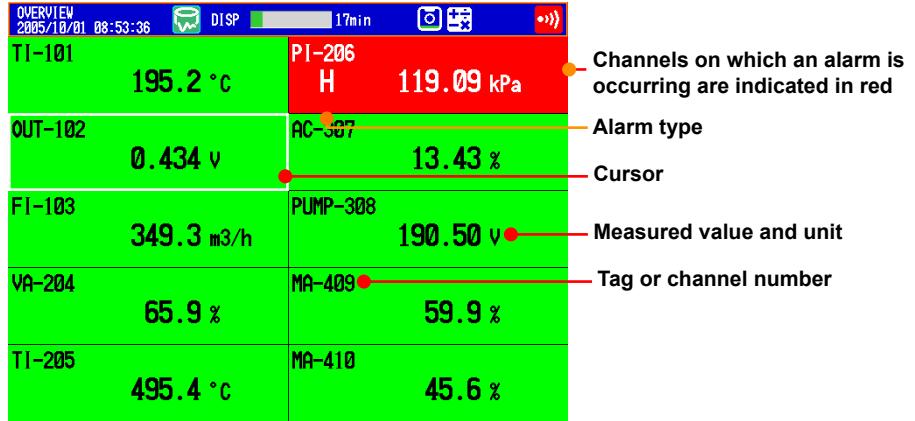 OVERVIEW
2005/10/01 08:53:36 DISP 17min
TI-101
195.2 °C
PI-206
H 119.09 kPa
OUT-102
0.434 V
AC-307
13.43 %
FI-103
349.3 m3/h
PUMP-308
190.50 V
VA-204
65.9 %
MA-409
59.9 %
TI-205
495.4 °C
MA-410
45.6 %
Channels on which an alarm is
occurring are indicated in red
Alarm type
Cursor
Measured value and unit
Tag or channel number